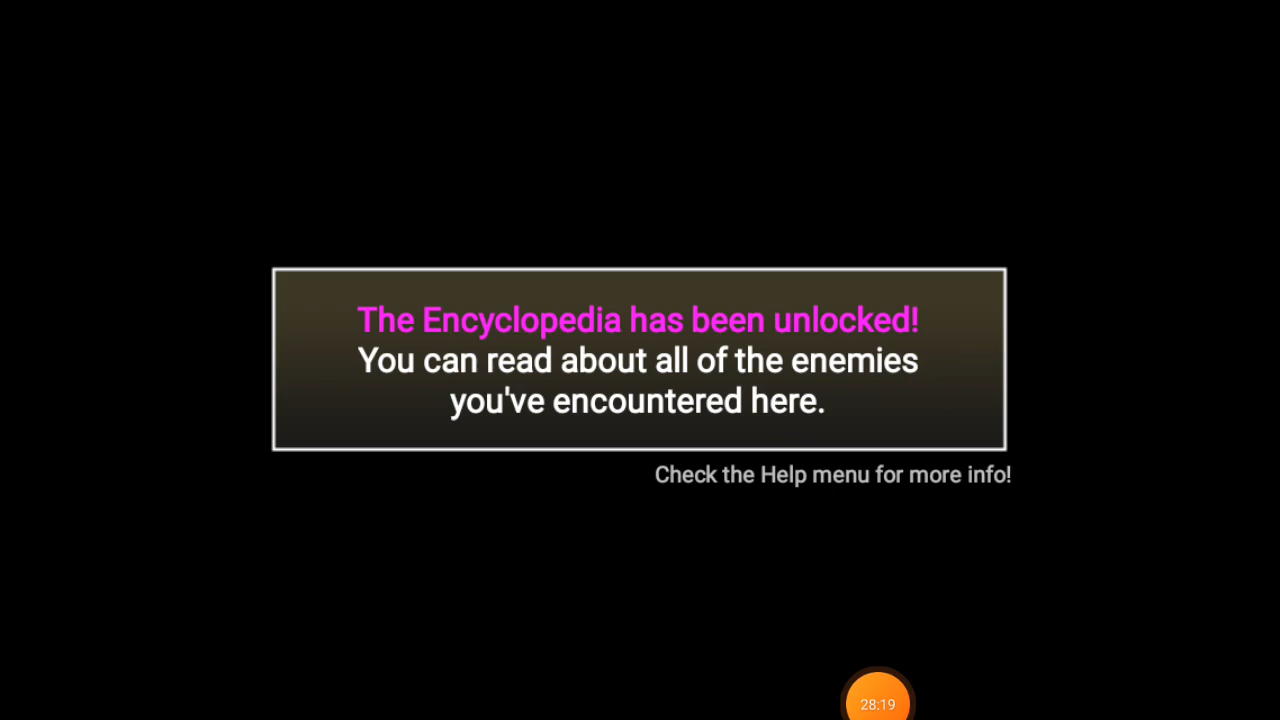 The Encyclopedia has been unlocked!
You can read about all of the enemies
you've encountered here.
Check the Help menu for more info!
28:19